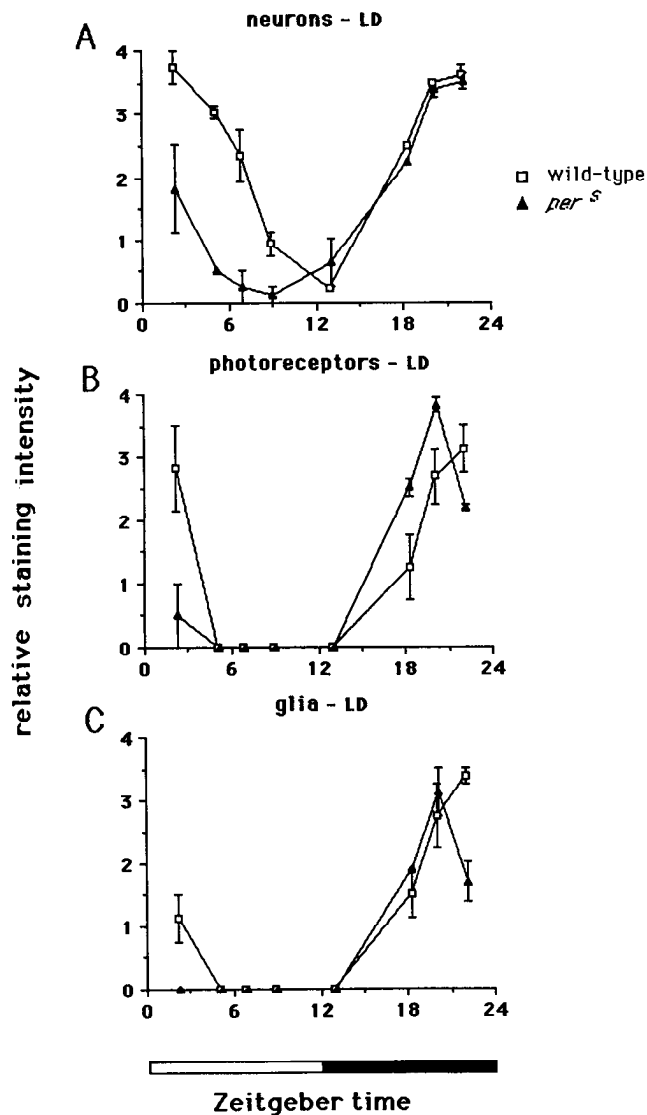 A
neurons - LD
4
3
2
1
0
0 6 12 18 24
wild-type
per s
B
photoreceptors - LD
4
3
2
1
0
0 6 12 18 24
C
glia - LD
4
3
2
1
0
0 6 12 18 24
relative staining intensity
Zeitgeber time